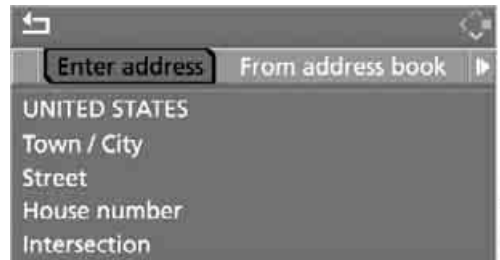 Enter address From address book
UNITED STATES
Town / City
Street
House number
Intersection